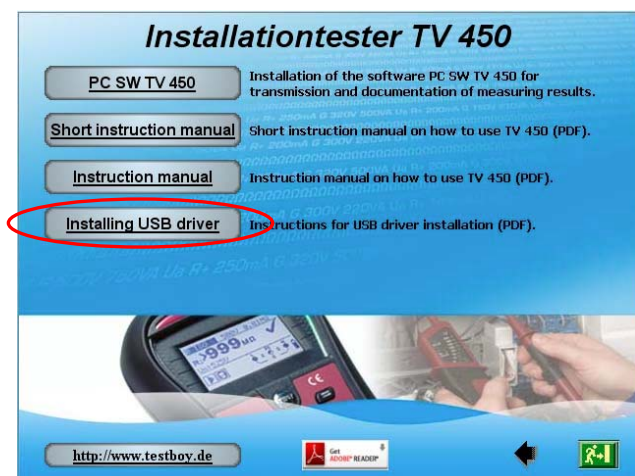 Installationtester TV 450
PC SW TV 450
Installation of the software PC SW TV 450 for
transmission and documentation of measuring results.
Short instruction manual
Short instruction manual on how to use TV 450 (PDF).
Instruction manual
Instruction manual on how to use TV 450 (PDF).
Installing USB driver
Instructions for USB driver installation (PDF).
>999 MΩ
CE
http://www.testboy.de
Get
ADOBE® READER®